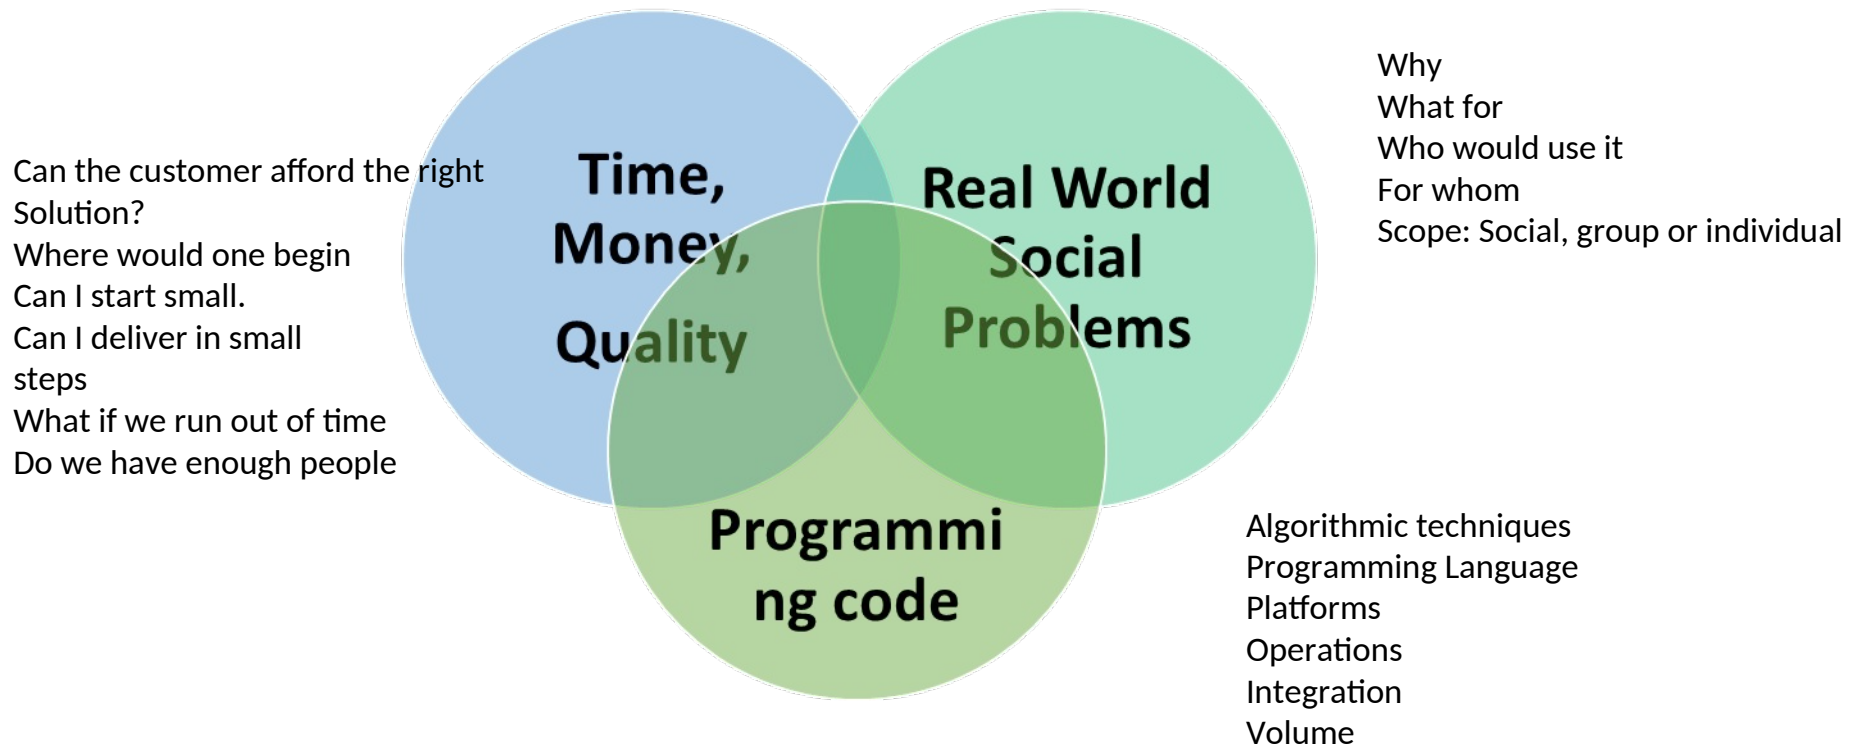 Can the customer afford the right
Solution?
Where would one begin
Can I start small.
Can I deliver in small
steps
What if we run out of time
Do we have enough people
Time,
Money,
Quality
Real World
Social
Problems
Programmi
ng code
Why
What for
Who would use it
For whom
Scope: Social, group or individual
Algorithmic techniques
Programming Language
Platforms
Operations
Integration
Volume